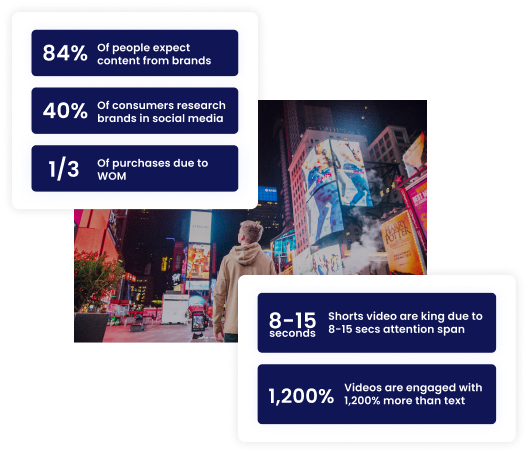 84%
Of people expect
content from brands
40%
Of consumers research
brands in social media
1/3
Of purchases due to
WOM
8-15
seconds
Shorts video are king due to
8-15 secs attention span
1,200%
Videos are engaged with
1,200% more than text